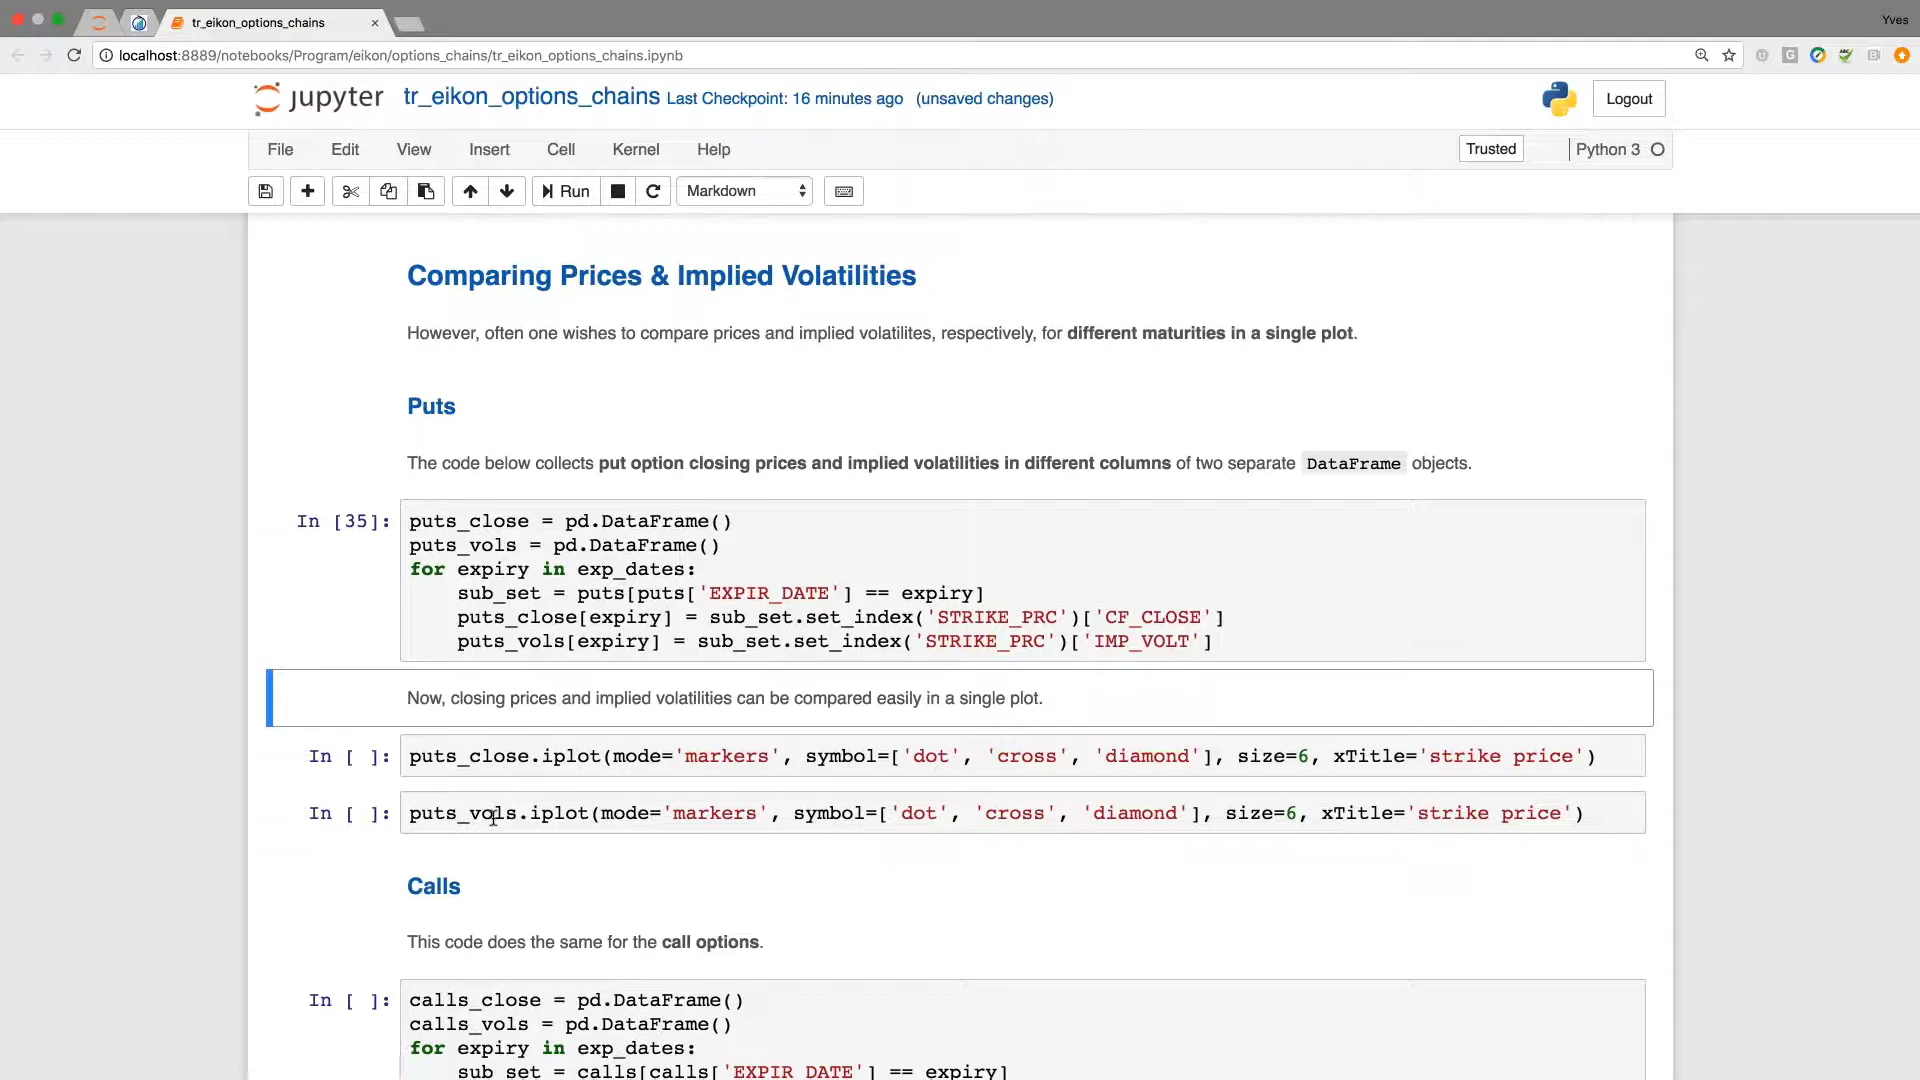 tr_eikon_options_chains
Yves
localhost:8889/notebooks/Program/eikon/options_chains/tr_eikon_options_chains.ipynb
jupyter tr_eikon_options_chains Last Checkpoint: 16 minutes ago (unsaved changes)
Logout
File Edit View Insert Cell Kernel Help
Trusted Python 3
Run Markdown
Comparing Prices & Implied Volatilities
However, often one wishes to compare prices and implied volatilites, respectively, for different maturities in a single plot.
Puts
The code below collects put option closing prices and implied volatilities in different columns of two separate DataFrame objects.
In [35]: puts_close = pd.DataFrame()
puts_vols = pd.DataFrame()
for expiry in exp_dates:
    sub_set = puts[puts['EXPIR_DATE'] == expiry]
    puts_close[expiry] = sub_set.set_index('STRIKE_PRC')['CF_CLOSE']
    puts_vols[expiry] = sub_set.set_index('STRIKE_PRC')['IMP_VOLT']
Now, closing prices and implied volatilities can be compared easily in a single plot.
In [ ]: puts_close.iplot(mode='markers', symbol=['dot', 'cross', 'diamond'], size=6, xTitle='strike price')
In [ ]: puts_vols.iplot(mode='markers', symbol=['dot', 'cross', 'diamond'], size=6, xTitle='strike price')
Calls
This code does the same for the call options.
In [ ]: calls_close = pd.DataFrame()
calls_vols = pd.DataFrame()
for expiry in exp_dates:
    sub_set = calls[calls['EXPIR_DATE'] == expiry]